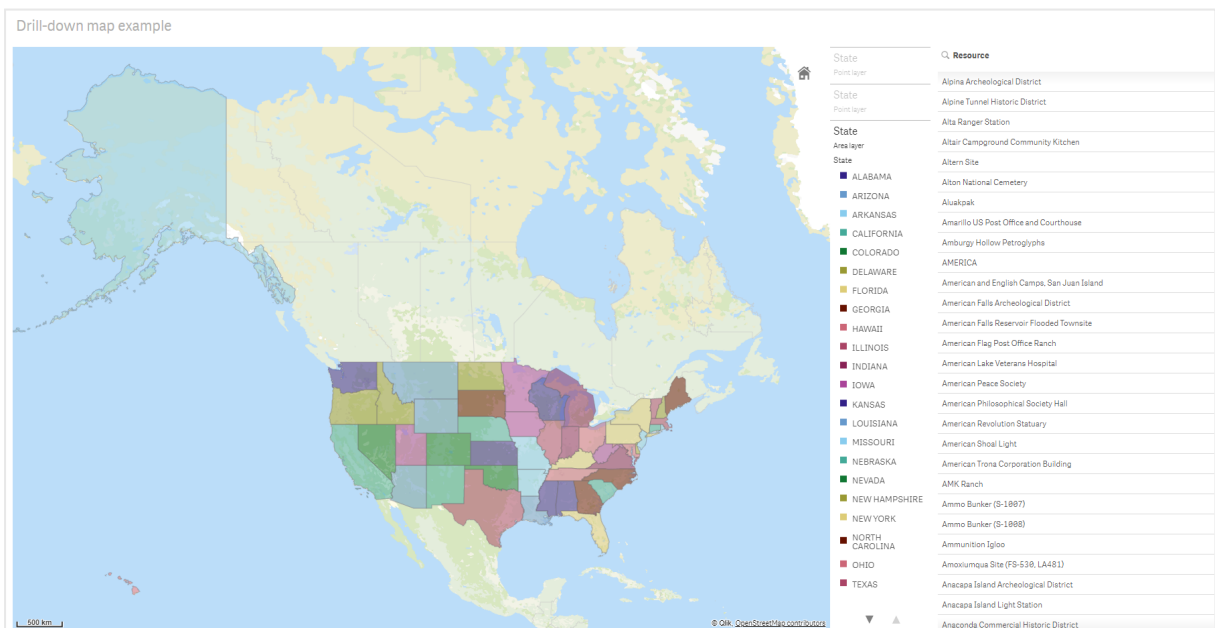 Drill-down map example
State
Point layer
State
Point layer
State
Area layer
State
ALABAMA
ARIZONA
ARKANSAS
CALIFORNIA
COLORADO
DELAWARE
FLORIDA
GEORGIA
HAWAII
ILLINOIS
INDIANA
IOWA
KANSAS
LOUISIANA
MISSOURI
NEBRASKA
NEVADA
NEW HAMPSHIRE
NEW YORK
NORTH
CAROLINA
OHIO
TEXAS
Resource
Alpina Archeological District
Alpine Tunnel Historic District
Alta Ranger Station
Altair Campground Community Kitchen
Altern Site
Alton National Cemetery
Aluakpak
Amarillo US Post Office and Courthouse
Amburgy Hollow Petroglyphs
AMERICA
American and English Camps, San Juan Island
American Falls Archeological District
American Falls Reservoir Flooded Townsite
American Flag Post Office Ranch
American Lake Veterans Hospital
American Peace Society
American Philosophical Society Hall
American Revolution Statuary
American Shoal Light
American Trona Corporation Building
AMK Ranch
Ammo Bunker (S-1007)
Ammo Bunker (S-1008)
Ammunition Igloo
Amoxiumqua Site (FS-530, LA481)
Anacapa Island Archeological District
Anacapa Island Light Station
Anaconda Commercial Historic District
500 km
© Qlik, OpenStreetMap contributors